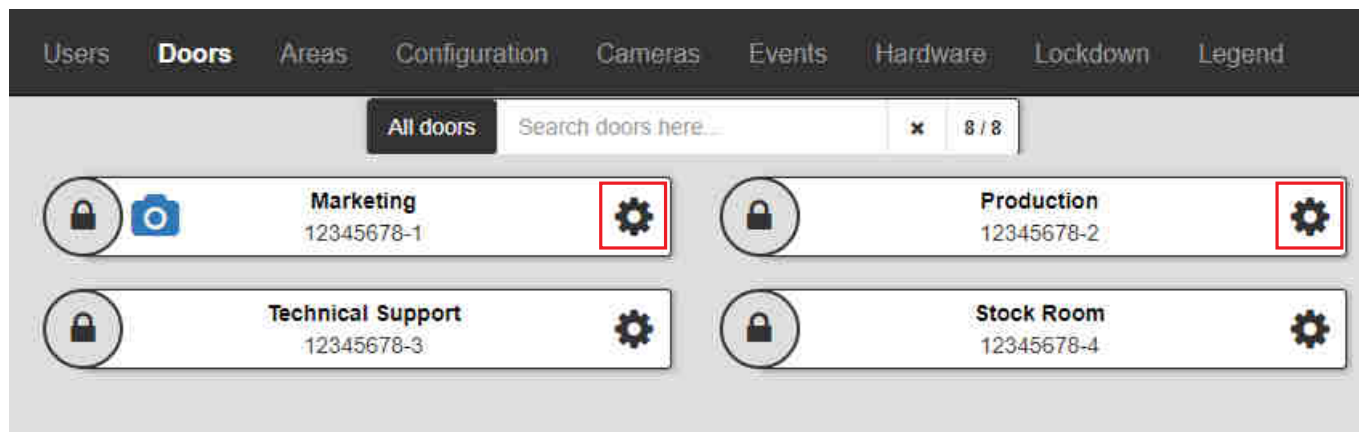 Users Doors Areas Configuration Cameras Events Hardware Lockdown Legend
All doors Search doors here... × 8 / 8
Marketing
12345678-1
Production
12345678-2
Technical Support
12345678-3
Stock Room
12345678-4